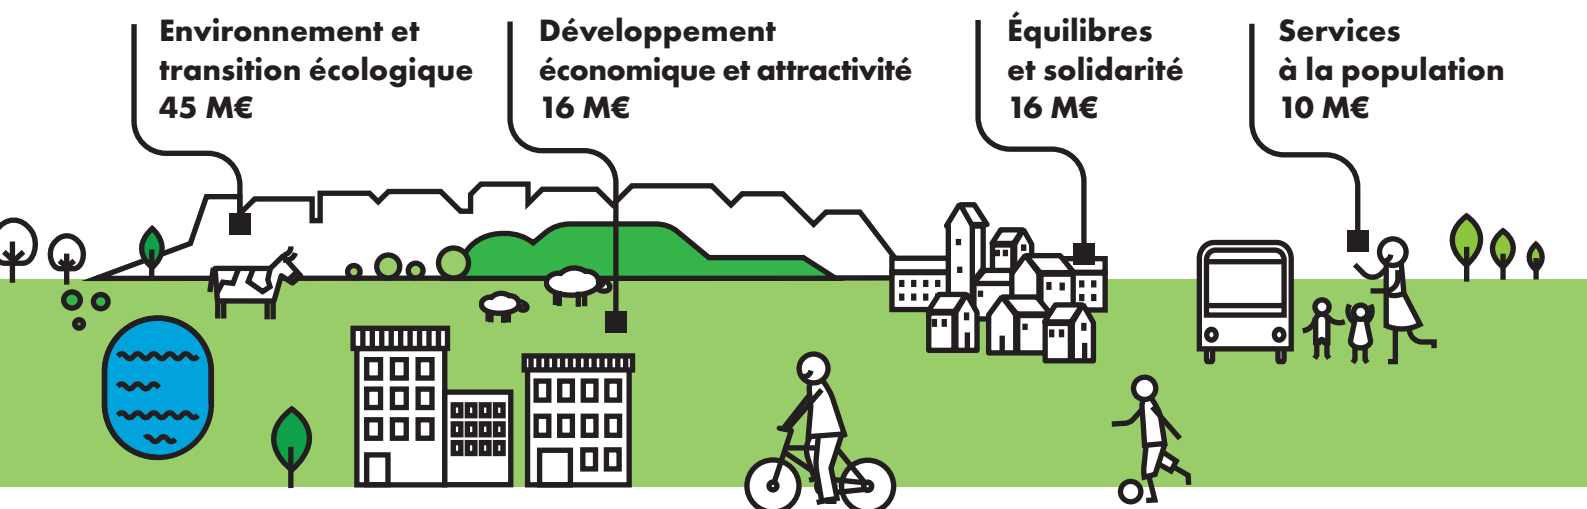 Environnement et
transition écologique
45 M€
Développement
économique et attractivité
16 M€
Équilibres
et solidarité
16 M€
Services
à la population
10 M€